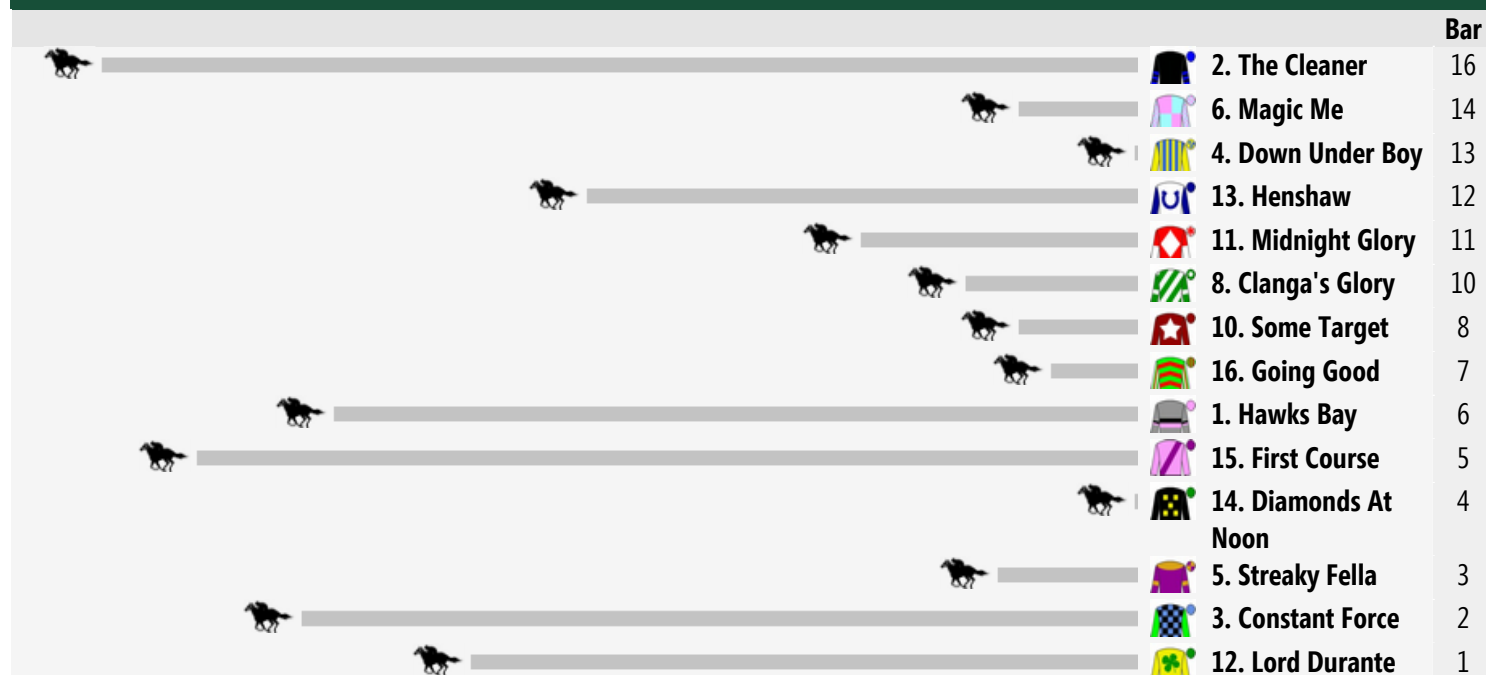 Bar
2. The Cleaner 16
6. Magic Me 14
4. Down Under Boy 13
13. Henshaw 12
11. Midnight Glory 11
8. Clanga's Glory 10
10. Some Target 8
16. Going Good 7
1. Hawks Bay 6
15. First Course 5
14. Diamonds At 4
Noon
5. Streaky Fella 3
3. Constant Force 2
12. Lord Durante 1